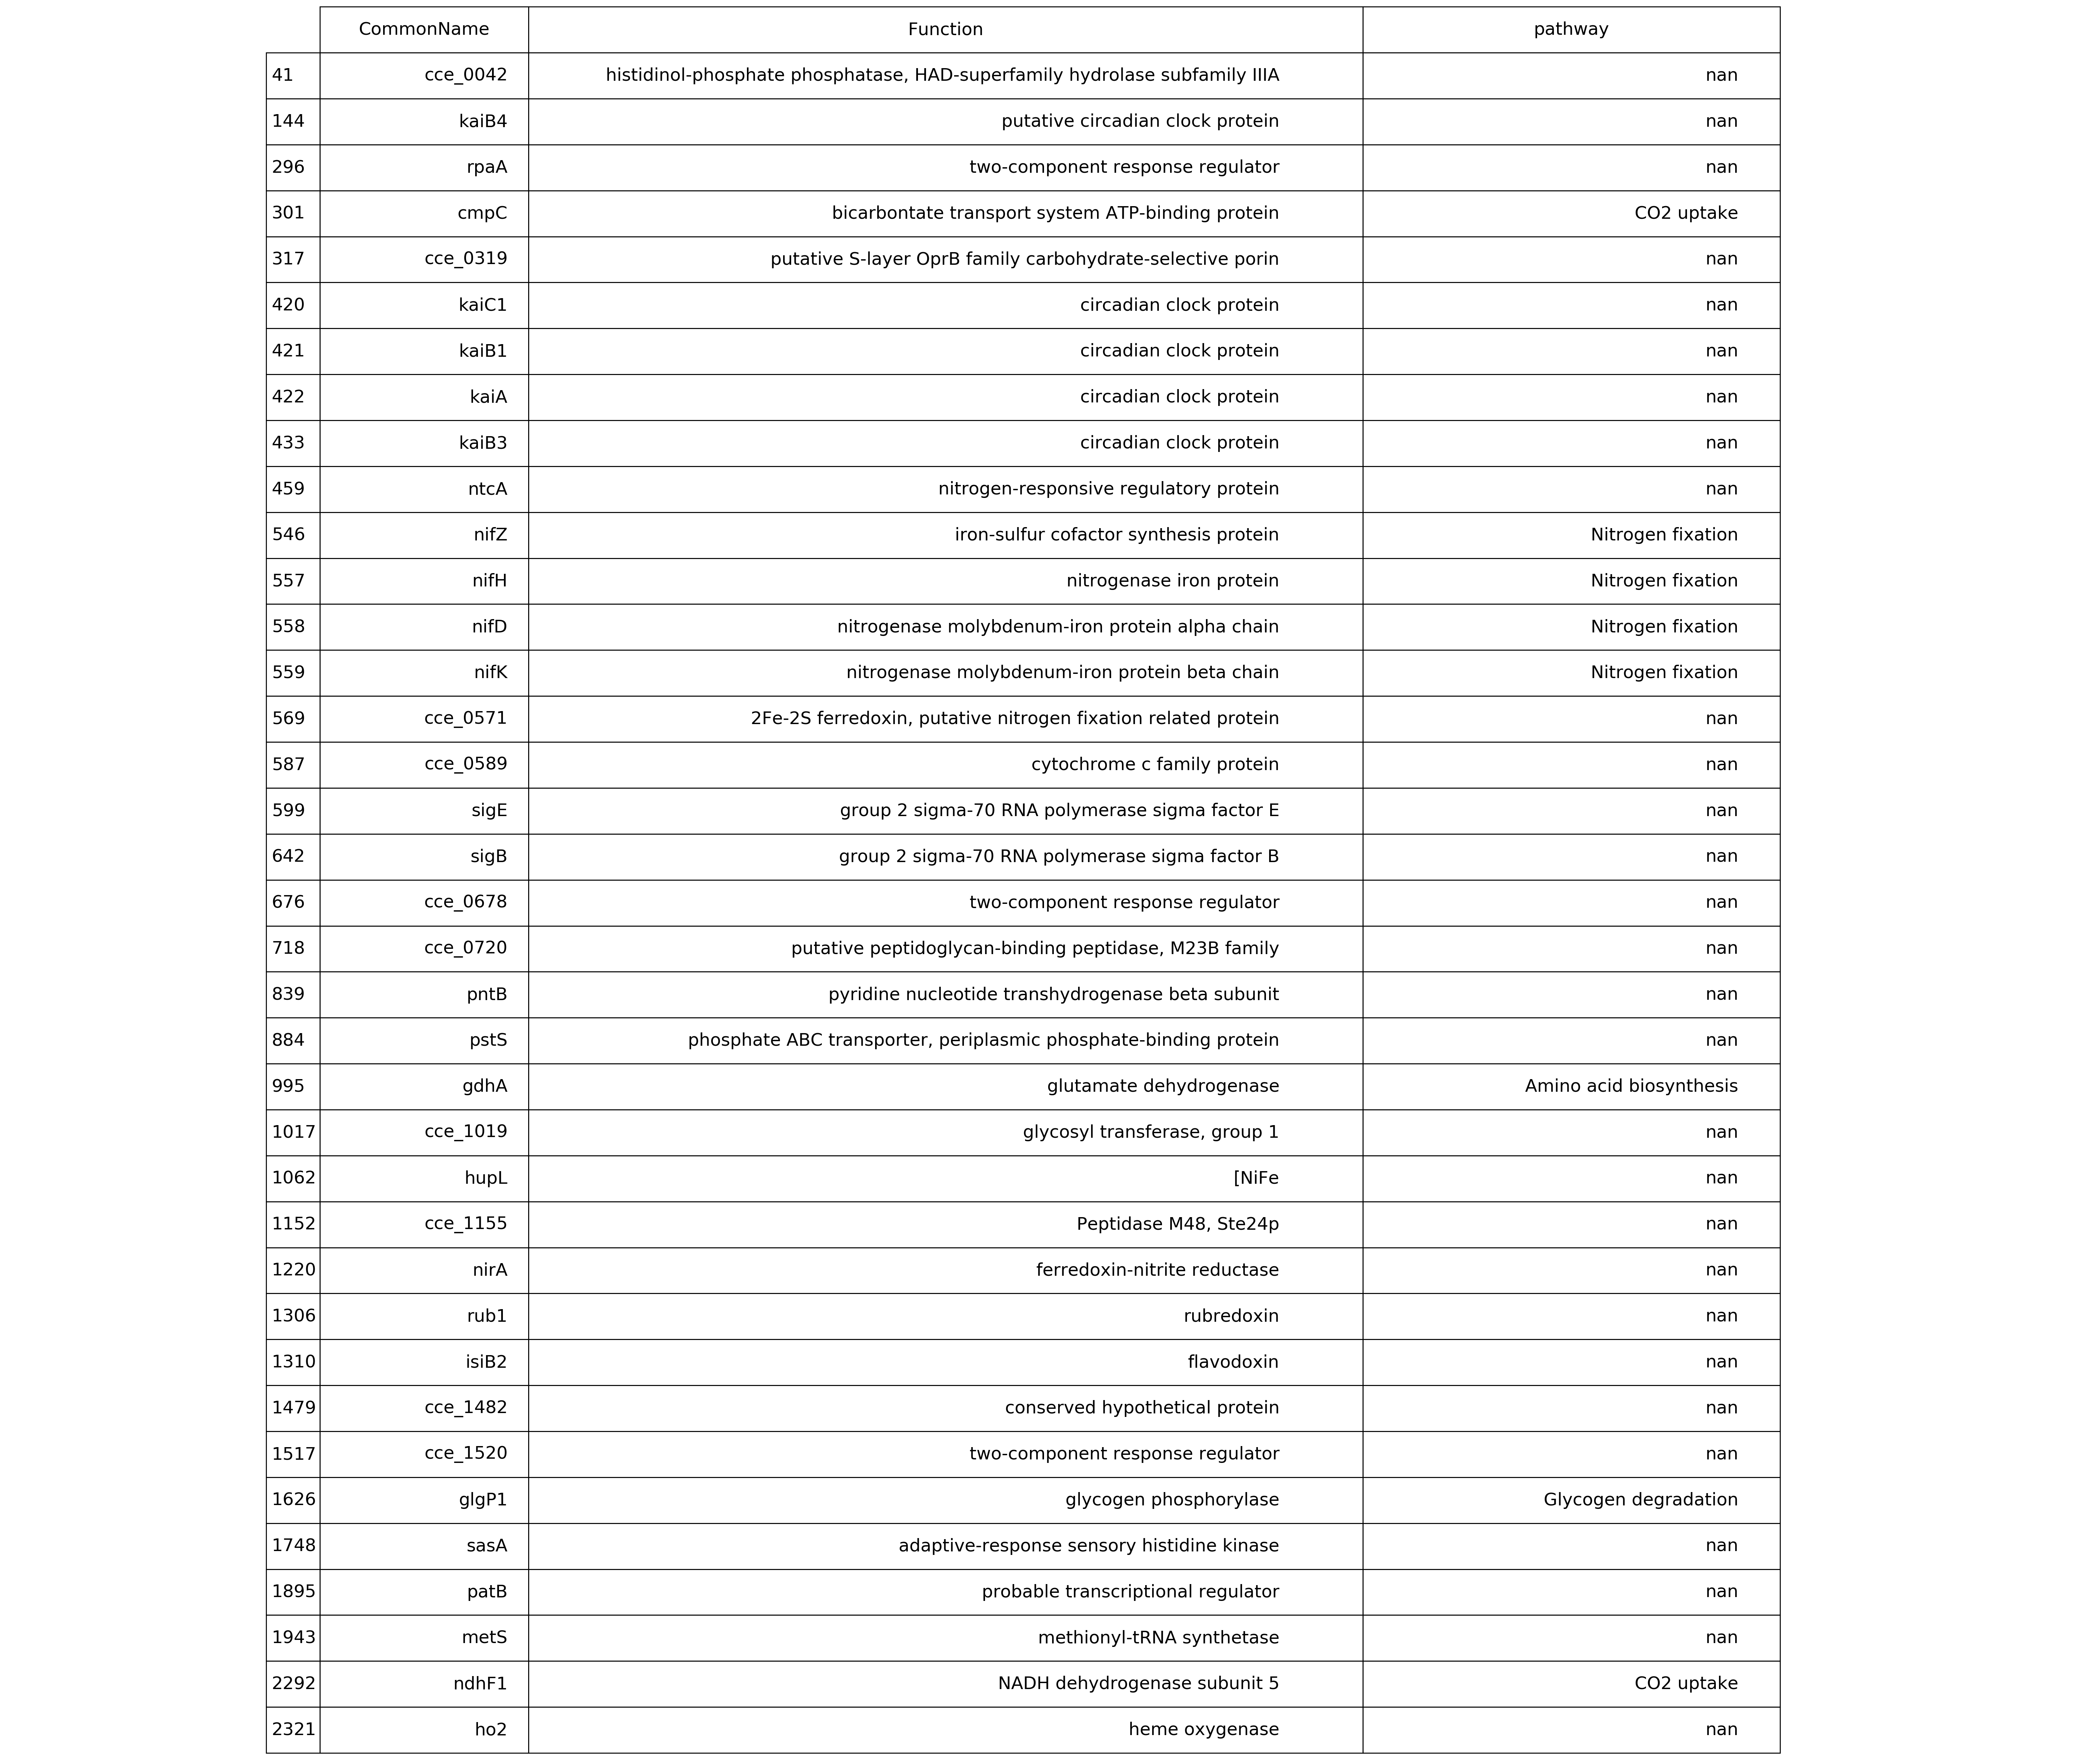 CommonName Function pathway
41 cce_0042 histidinol-phosphate phosphatase, HAD-superfamily hydrolase subfamily IIIA nan
144 kaiB4 putative circadian clock protein nan
296 rpaA two-component response regulator nan
301 cmpC bicarbontate transport system ATP-binding protein CO2 uptake
317 cce_0319 putative S-layer OprB family carbohydrate-selective porin nan
420 kaiC1 circadian clock protein nan
421 kaiB1 circadian clock protein nan
422 kaiA circadian clock protein nan
433 kaiB3 circadian clock protein nan
459 ntcA nitrogen-responsive regulatory protein nan
546 nifZ iron-sulfur cofactor synthesis protein Nitrogen fixation
557 nifH nitrogenase iron protein Nitrogen fixation
558 nifD nitrogenase molybdenum-iron protein alpha chain Nitrogen fixation
559 nifK nitrogenase molybdenum-iron protein beta chain Nitrogen fixation
569 cce_0571 2Fe-2S ferredoxin, putative nitrogen fixation related protein nan
587 cce_0589 cytochrome c family protein nan
599 sigE group 2 sigma-70 RNA polymerase sigma factor E nan
642 sigB group 2 sigma-70 RNA polymerase sigma factor B nan
676 cce_0678 two-component response regulator nan
718 cce_0720 putative peptidoglycan-binding peptidase, M23B family nan
839 pntB pyridine nucleotide transhydrogenase beta subunit nan
884 pstS phosphate ABC transporter, periplasmic phosphate-binding protein nan
995 gdhA glutamate dehydrogenase Amino acid biosynthesis
1017 cce_1019 glycosyl transferase, group 1 nan
1062 hupL [NiFe nan
1152 cce_1155 Peptidase M48, Ste24p nan
1220 nirA ferredoxin-nitrite reductase nan
1306 rub1 rubredoxin nan
1310 isiB2 flavodoxin nan
1479 cce_1482 conserved hypothetical protein nan
1517 cce_1520 two-component response regulator nan
1626 glgP1 glycogen phosphorylase Glycogen degradation
1748 sasA adaptive-response sensory histidine kinase nan
1895 patB probable transcriptional regulator nan
1943 metS methionyl-tRNA synthetase nan
2292 ndhF1 NADH dehydrogenase subunit 5 CO2 uptake
2321 ho2 heme oxygenase nan